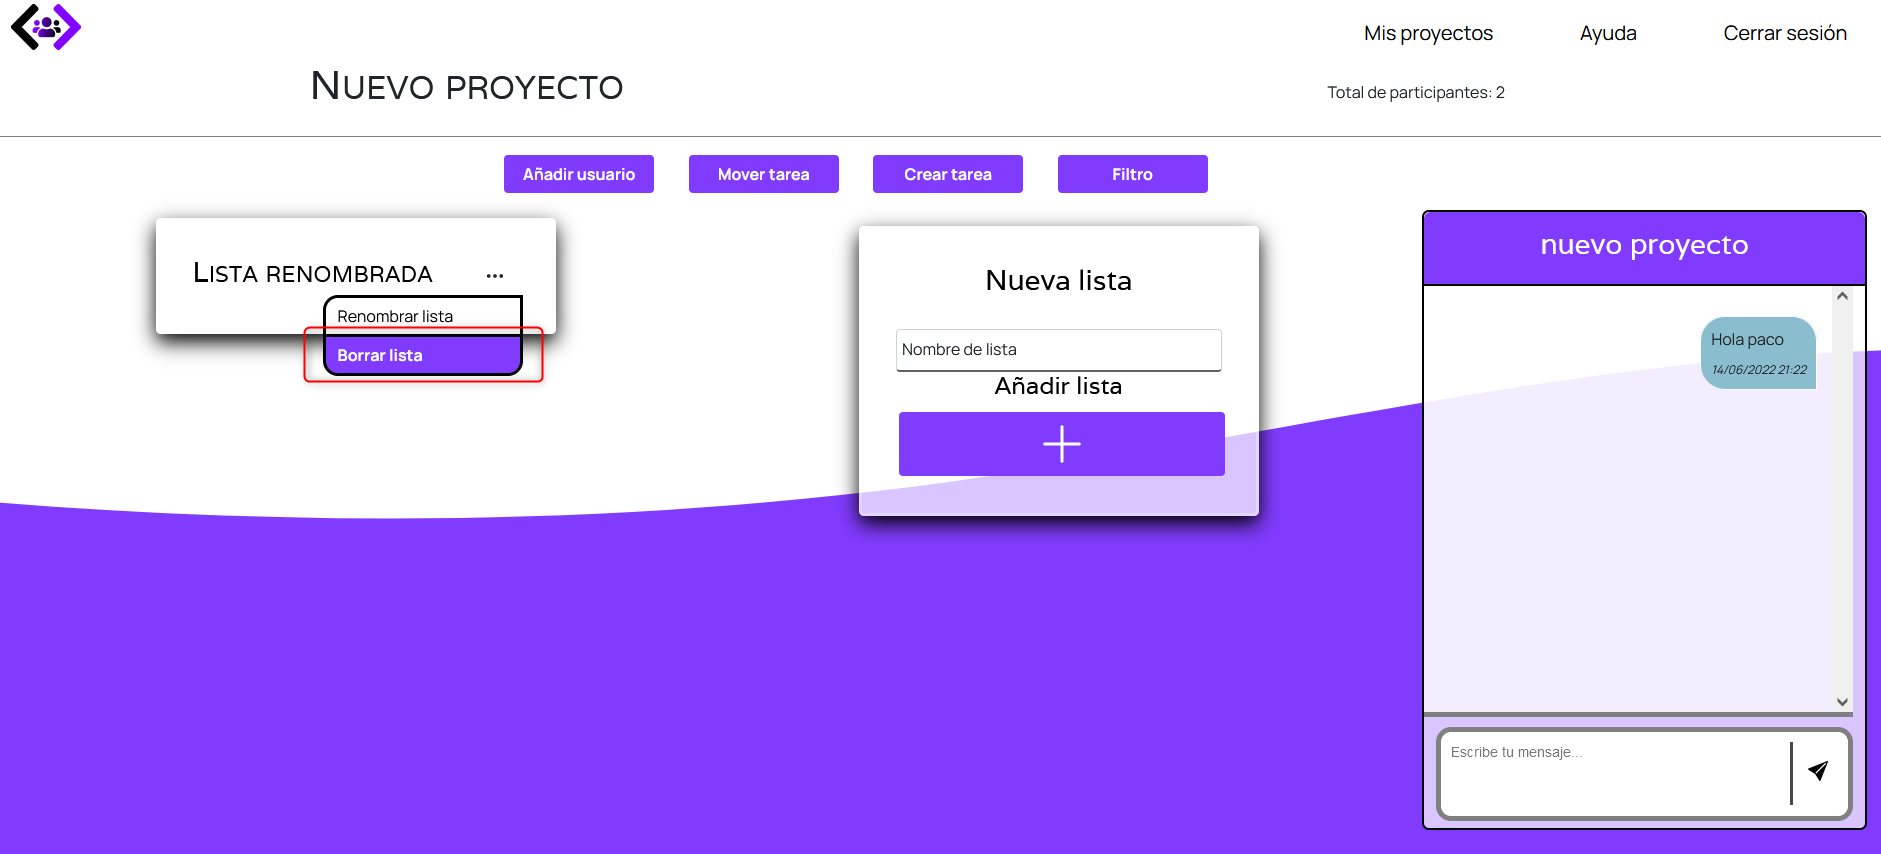 Mis proyectos
Ayuda
Cerrar sesión
Nuevo proyecto
Total de participantes: 2
Añadir usuario
Mover tarea
Crear tarea
Filtro
Lista renombrada
...
Renombrar lista
Borrar lista
Nueva lista
Nombre de lista
Añadir lista
nuevo proyecto
Hola paco
14/06/2022 21:22
Escribe tu mensaje...